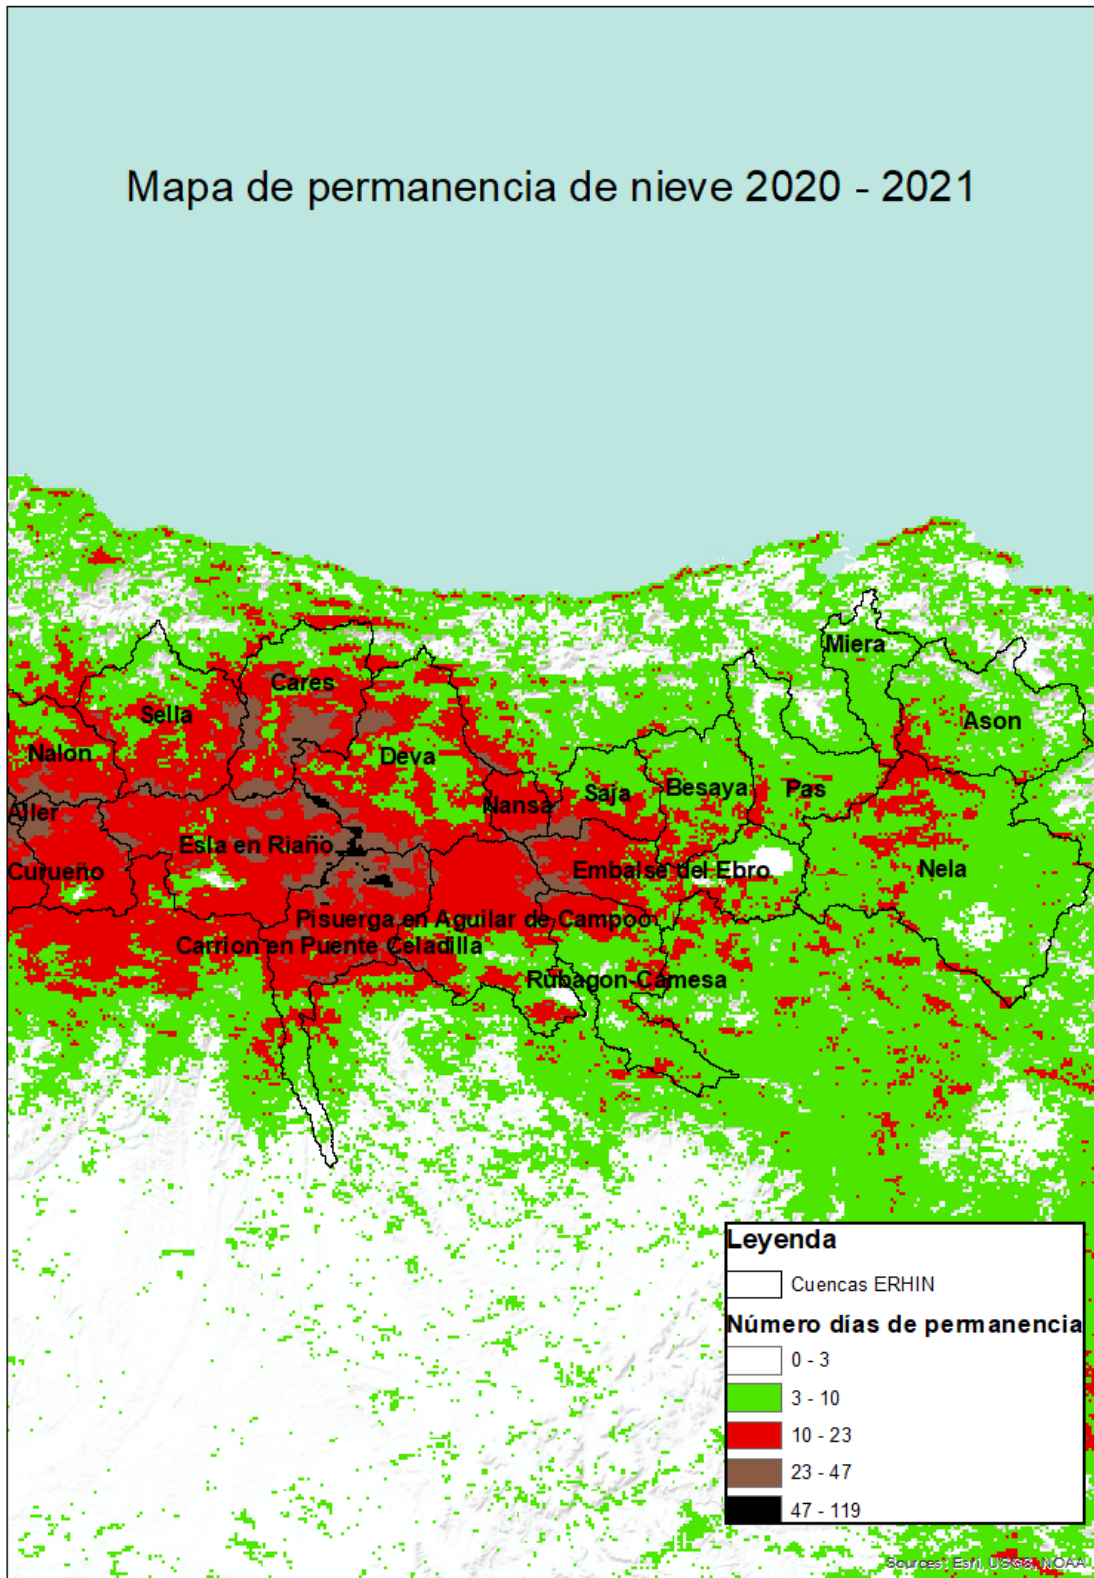 Mapa de permanencia de nieve 2020 - 2021
Miera
Cares
Sella
Ason
Nalon
Deva
Besaya
Pas
Saja
Nansa
Aller
Esla en Riaño
Curueño
Embalse del Ebro
Nela
Pisuerga en Aguilar de Campoo
Carrion en Puente Celadilla
Rubagon-Camesa
Leyenda
Cuencas ERHIN
Número días de permanencia
0 - 3
3 - 10
10 - 23
23 - 47
47 - 119
Sources: Esri, USGS, NOAA